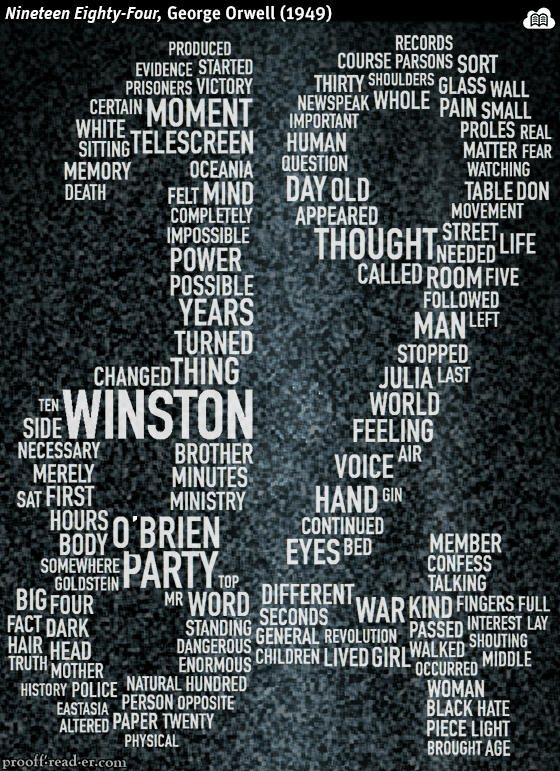 Nineteen Eighty-Four, George Orwell (1949)
PRODUCED
EVIDENCE STARTED
PRISONERS VICTORY
CERTAIN MOMENT
WHITE
SITTING TELESCREEN
MEMORY OCEANIA
DEATH FELT MIND
COMPLETELY
IMPOSSIBLE
POWER
POSSIBLE
YEARS
TURNED
CHANGED THING
TEN WINSTON
SIDE
NECESSARY BROTHER
MERELY MINUTES
SAT FIRST MINISTRY
HOURS O'BRIEN
BODY
SOMEWHERE PARTY
GOLDSTEIN TOP
BIG FOUR MR WORD
FACT DARK STANDING
HAIR HEAD DANGEROUS
TRUTH MOTHER ENORMOUS
HISTORY POLICE NATURAL HUNDRED
EASTASIA PERSON OPPOSITE
ALTERED PAPER TWENTY
PHYSICAL
RECORDS
COURSE PARSONS SORT
THIRTY SHOULDERS GLASS WALL
NEWSPEAK WHOLE PAIN SMALL
IMPORTANT PROLES REAL
HUMAN MATTER FEAR
QUESTION WATCHING
DAY OLD TABLE DON
APPEARED MOVEMENT
THOUGHT STREET LIFE
NEEDED
CALLED ROOM FIVE
FOLLOWED
MAN LEFT
STOPPED
JULIA LAST
WORLD
FEELING
VOICE AIR
HAND GIN
CONTINUED
EYES BED
MEMBER
CONFESS
TALKING
DIFFERENT WAR KIND FINGERS FULL
SECONDS PASSED INTEREST LAY
GENERAL REVOLUTION WALKED SHOUTING
CHILDREN LIVED GIRL OCCURRED MIDDLE
WOMAN
BLACK HATE
PIECE LIGHT
BROUGHT AGE
prooff-read-er.com